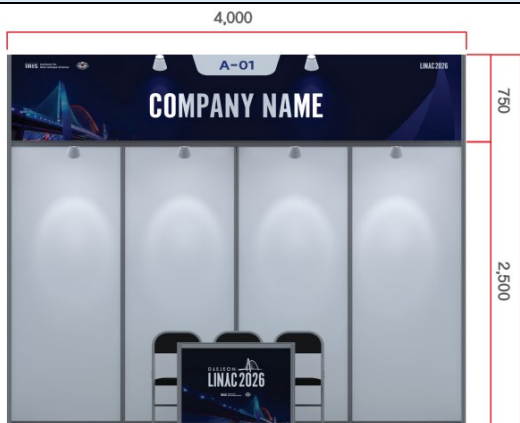 4,000
IRIS
A-01
LINAC2026
COMPANY NAME
750
2,500
DAEJEON
LINAC2026